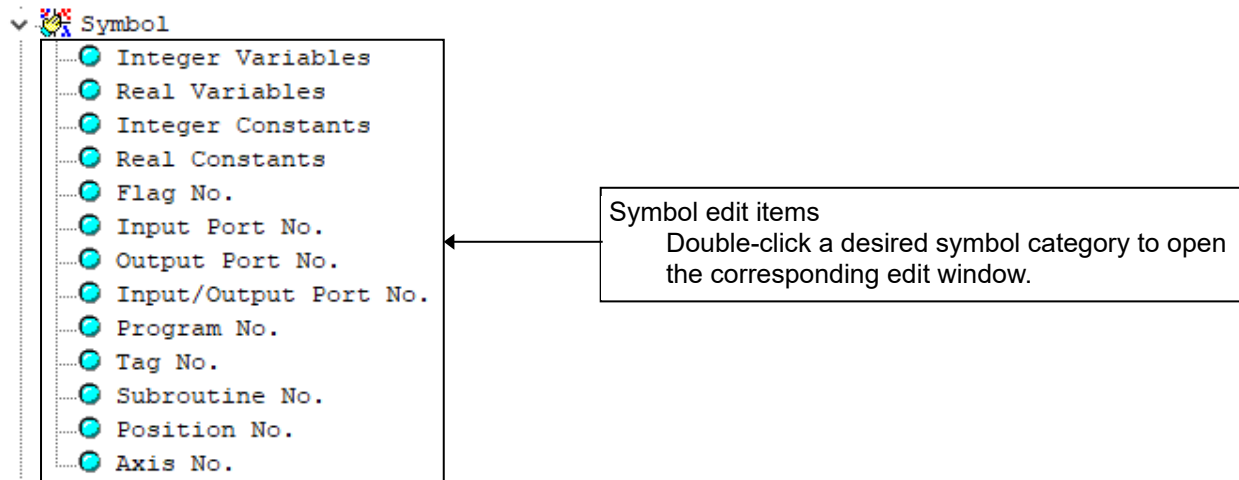 Symbol
Integer Variables
Real Variables
Integer Constants
Real Constants
Flag No.
Input Port No.
Output Port No.
Input/Output Port No.
Program No.
Tag No.
Subroutine No.
Position No.
Axis No.
Symbol edit items
Double-click a desired symbol category to open
the corresponding edit window.